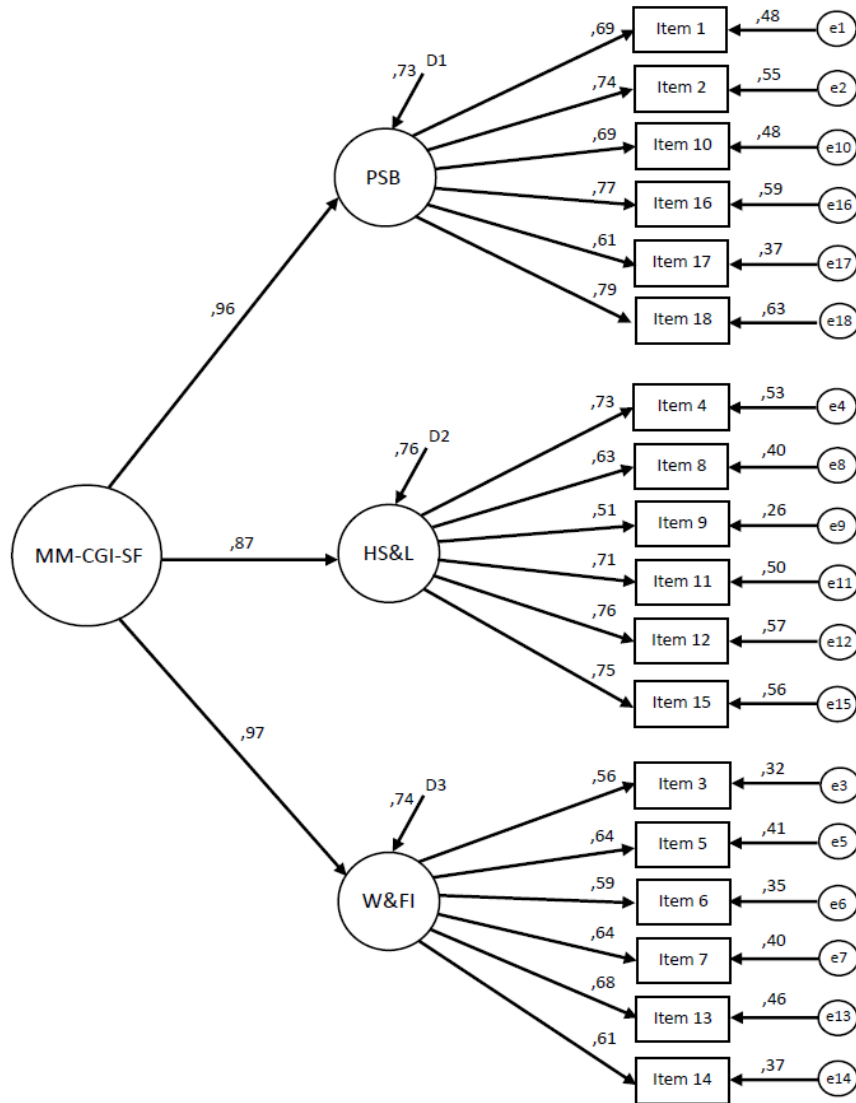 ,69 Item 1 ,48 e1
,73 D1
,74 Item 2 ,55 e2
,69 Item 10 ,48 e10
PSB
,77 Item 16 ,59 e16
,61 Item 17 ,37 e17
,79 Item 18 ,63 e18
,96
,73 Item 4 ,53 e4
,76 D2
,63 Item 8 ,40 e8
,51 Item 9 ,26 e9
MM-CGI-SF ,87 HS&L
,71 Item 11 ,50 e11
,76 Item 12 ,57 e12
,75 Item 15 ,56 e15
,97
,56 Item 3 ,32 e3
,74 D3
,64 Item 5 ,41 e5
W&FI
,59 Item 6 ,35 e6
,64 Item 7 ,40 e7
,68 Item 13 ,46 e13
,61 Item 14 ,37 e14